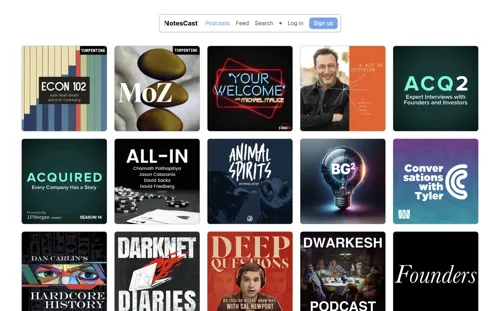 NotesCast
Podcasts
Feed
Search
Log in
Sign up
TURPENTINE
ECON 102
with Noah Smith
and Erik Torenberg
TURPENTINE
MoZ
"YOUR
WELCOME"
WITH MICHAEL MALICE
A BIT OF
OPTIMISM
ACQ2
Expert Interviews with
Founders and Investors
ACQUIRED
Every Company Has a Story
Presented by
J.P.Morgan
SEASON 14
ALL-IN
Chamath Palihapitiya
Jason Calacanis
David Sacks
David Friedberg
ANIMAL
SPIRITS
BG²
Conver
sations
with
Tyler
DAN CARLIN'S
HARDCORE
HISTORY
DARKNET
DIARIES
DEEP
QUESTIONS
WITH CAL NEWPORT
DWARKESH
PODCAST
Founders